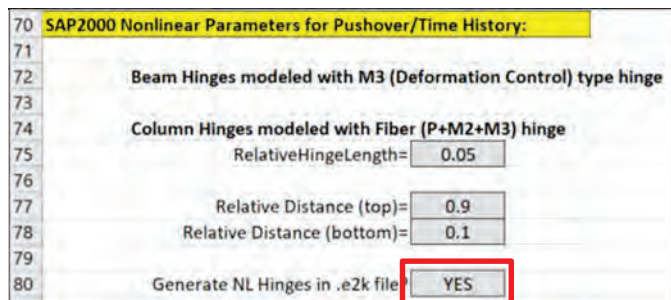 70 SAP2000 Nonlinear Parameters for Pushover/Time History:
71
72 Beam Hinges modeled with M3 (Deformation Control) type hinge
73
74 Column Hinges modeled with Fiber (P+M2+M3) hinge
75 RelativeHingeLength= 0.05
76
77 Relative Distance (top)= 0.9
78 Relative Distance (bottom)= 0.1
79
80 Generate NL Hinges in .e2k file? YES